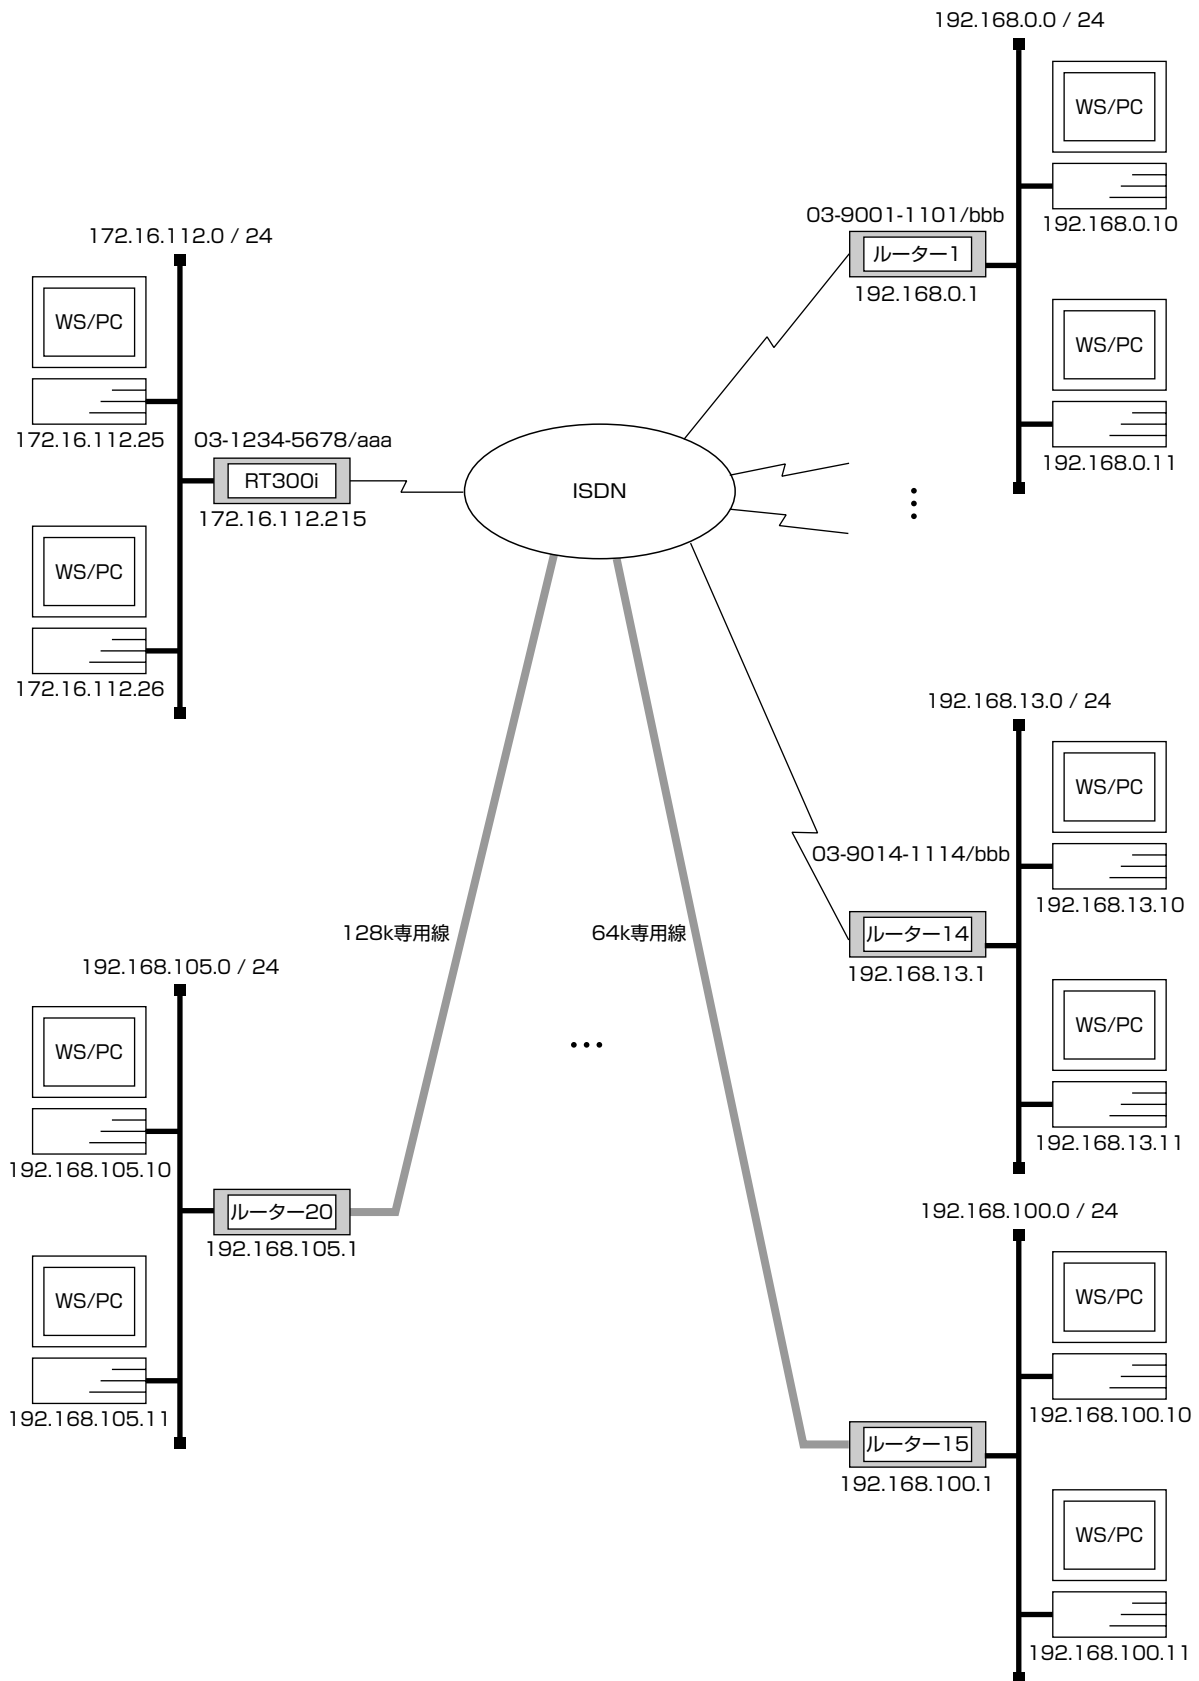 192.168.0.0 / 24
WS/PC
192.168.0.10
03-9001-1101/bbb
ルーター1
192.168.0.1
WS/PC
192.168.0.11
172.16.112.0 / 24
WS/PC
172.16.112.25
03-1234-5678/aaa
RT300i
172.16.112.215
WS/PC
172.16.112.26
ISDN
192.168.13.0 / 24
WS/PC
192.168.13.10
03-9014-1114/bbb
ルーター14
192.168.13.1
WS/PC
192.168.13.11
128k専用線
64k専用線
192.168.105.0 / 24
WS/PC
192.168.105.10
ルーター20
192.168.105.1
WS/PC
192.168.105.11
192.168.100.0 / 24
WS/PC
192.168.100.10
ルーター15
192.168.100.1
WS/PC
192.168.100.11